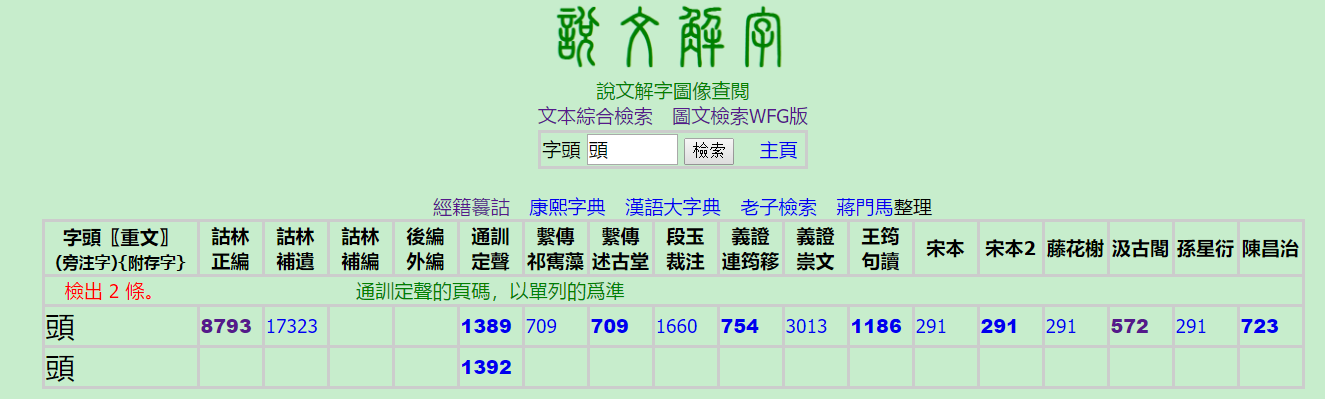 說文解字
說文解字圖像查閱
文本綜合檢索 圖文檢索WFG版
字頭 頭 檢索 主頁
經籍籑詁 康熙字典 漢語大字典 老子檢索 蔣門馬整理
字頭〖重文〗 詁林 詁林 詁林 後編 通訓 繫傳 繫傳 段玉 義證 義證 王筠 宋本 宋本2 藤花榭 汲古閣 孫星衍 陳昌治
(旁注字){附存字} 正編 補遺 補編 外編 定聲 祁寯藻 述古堂 裁注 連筠簃 崇文 句讀
檢出 2 條。 通訓定聲的頁碼，以單列的爲準
頭 8793 17323 1389 709 709 1660 754 3013 1186 291 291 291 572 291 723
頭 1392